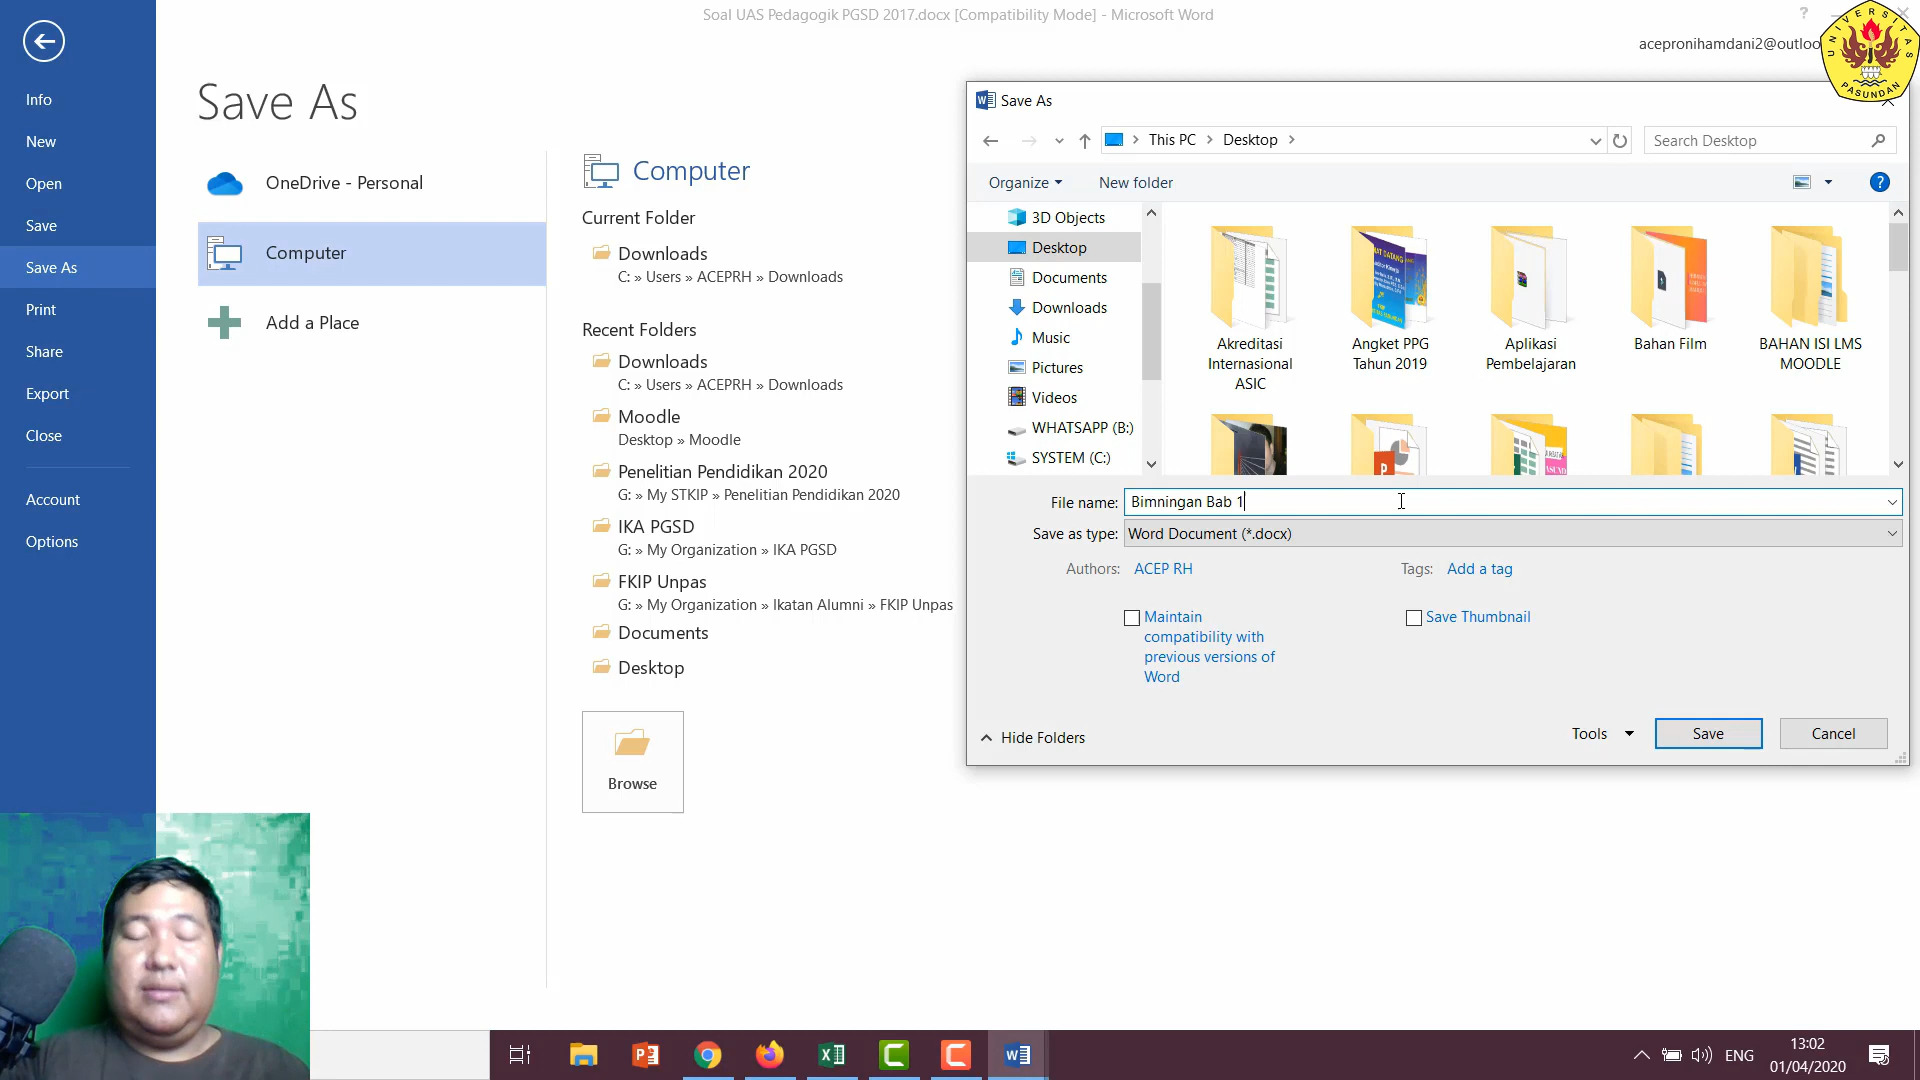 Soal UAS Pedagogik PGSD 2017.docx [Compatibility Mode] - Microsoft Word
?
acepronihamdani2@outloo
UNIVERSITAS
PASUNDAN
Info
New
Open
Save
Save As
Print
Share
Export
Close
Account
Options
Save As
OneDrive - Personal
Computer
Add a Place
Computer
Current Folder
Downloads
C: » Users » ACEPRH » Downloads
Recent Folders
Downloads
C: » Users » ACEPRH » Downloads
Moodle
Desktop » Moodle
Penelitian Pendidikan 2020
G: » My STKIP » Penelitian Pendidikan 2020
IKA PGSD
G: » My Organization » IKA PGSD
FKIP Unpas
G: » My Organization » Ikatan Alumni » FKIP Unpas
Documents
Desktop
Browse
Save As
This PC
Desktop
Search Desktop
Organize
New folder
?
3D Objects
Desktop
Documents
Downloads
Music
Pictures
Videos
WHATSAPP (B:)
SYSTEM (C:)
Akreditasi
Internasional
ASIC
Angket PPG
Tahun 2019
Aplikasi
Pembelajaran
Bahan Film
BAHAN ISI LMS
MOODLE
File name: Bimningan Bab 1
Save as type: Word Document (*.docx)
Authors: ACEP RH
Tags: Add a tag
Maintain
compatibility with
previous versions of
Word
Save Thumbnail
Hide Folders
Tools
Save
Cancel
ENG
13:02
01/04/2020